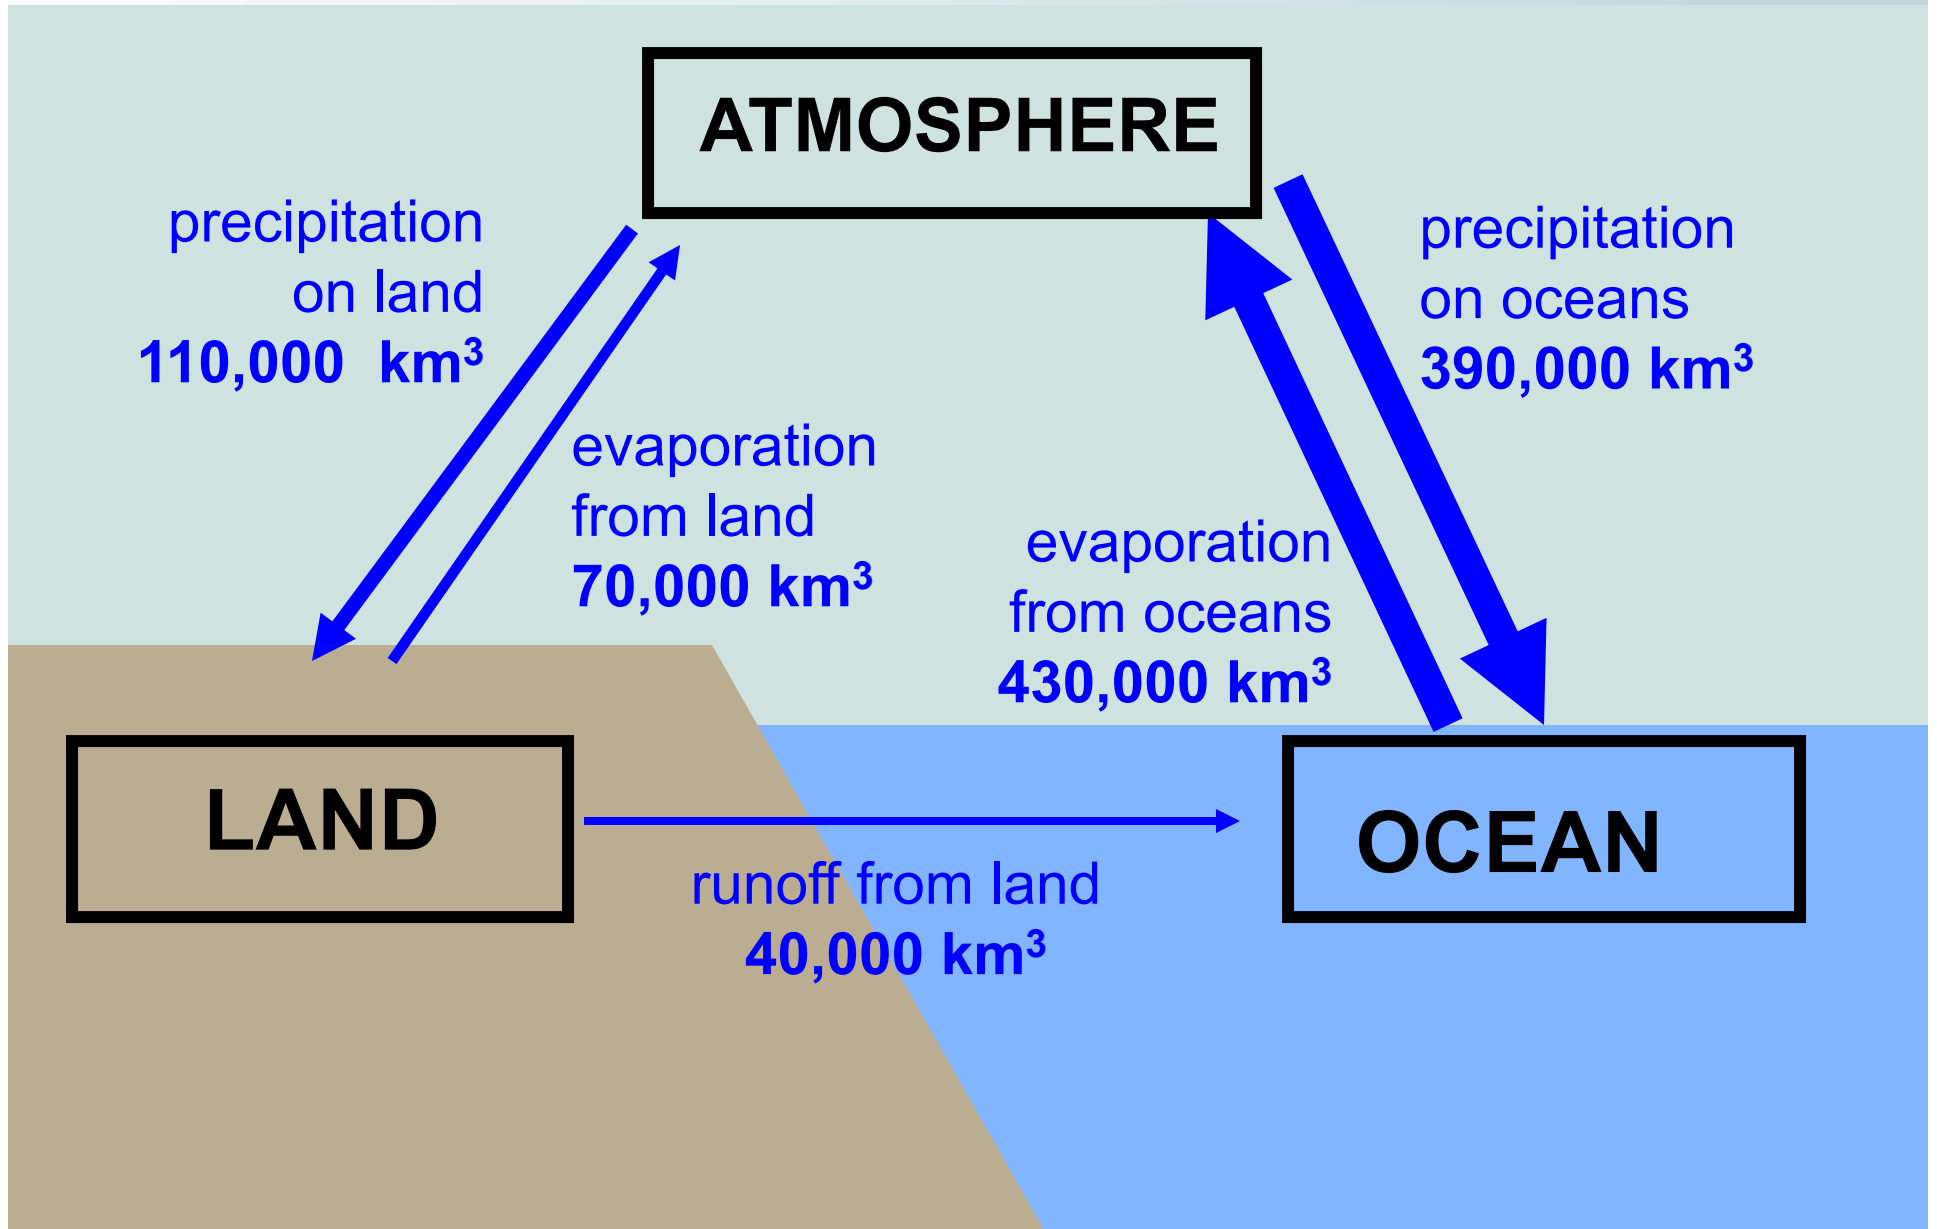 ATMOSPHERE
precipitation
on land
110,000 km³
precipitation
on oceans
390,000 km³
evaporation
from land
70,000 km³
evaporation
from oceans
430,000 km³
LAND
OCEAN
runoff from land
40,000 km³